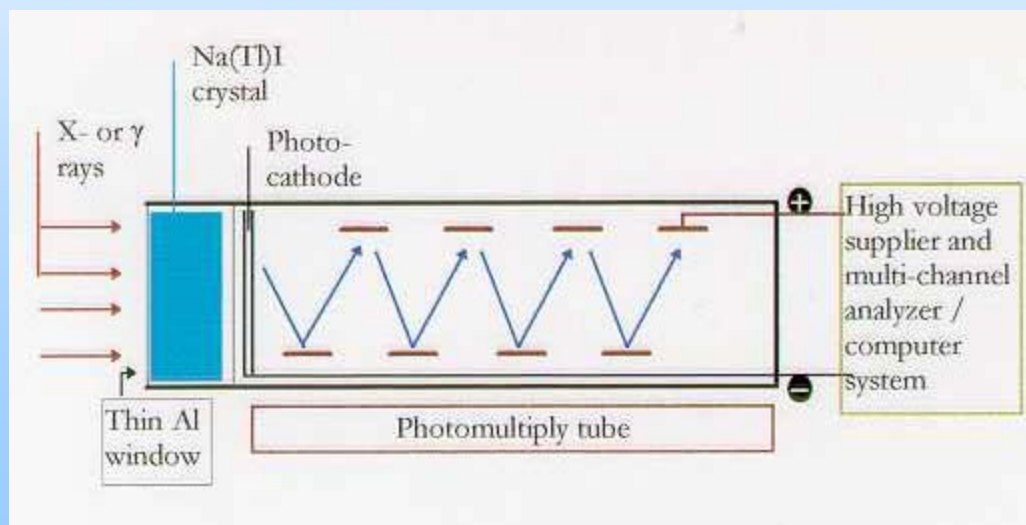 Na(Tl)I
crystal
X- or γ
rays
Photo-
cathode
+
High voltage
supplier and
multi-channel
analyzer /
computer
system
−
Thin Al
window
Photomultiply tube